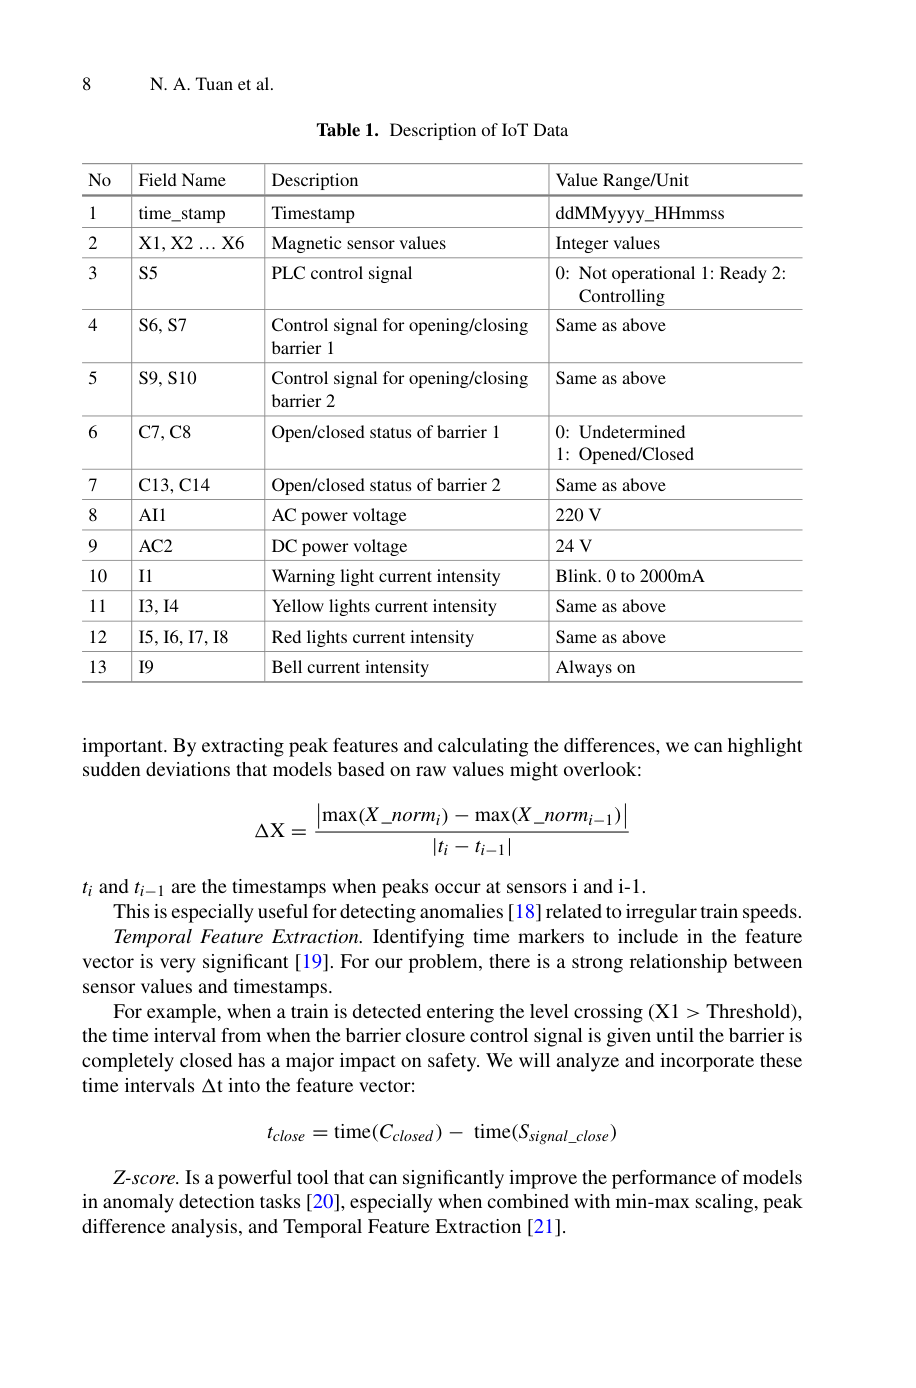 8 N. A. Tuan et al.
Table 1. Description of IoT Data
No Field Name Description Value Range/Unit
1 time_stamp Timestamp ddMMyyyy_HHmmss
2 X1, X2 … X6 Magnetic sensor values Integer values
3 S5 PLC control signal 0: Not operational 1: Ready 2:
Controlling
4 S6, S7 Control signal for opening/closing Same as above
barrier 1
5 S9, S10 Control signal for opening/closing Same as above
barrier 2
6 C7, C8 Open/closed status of barrier 1 0: Undetermined
1: Opened/Closed
7 C13, C14 Open/closed status of barrier 2 Same as above
8 AI1 AC power voltage 220 V
9 AC2 DC power voltage 24 V
10 I1 Warning light current intensity Blink. 0 to 2000mA
11 I3, I4 Yellow lights current intensity Same as above
12 I5, I6, I7, I8 Red lights current intensity Same as above
13 I9 Bell current intensity Always on
important. By extracting peak features and calculating the differences, we can highlight
sudden deviations that models based on raw values might overlook:
ΔX = |max(X_normᵢ) − max(X_normᵢ₋₁)|
|tᵢ − tᵢ₋₁|
tᵢ and tᵢ₋₁ are the timestamps when peaks occur at sensors i and i-1.
This is especially useful for detecting anomalies [18] related to irregular train speeds.
Temporal Feature Extraction. Identifying time markers to include in the feature
vector is very significant [19]. For our problem, there is a strong relationship between
sensor values and timestamps.
For example, when a train is detected entering the level crossing (X1 > Threshold),
the time interval from when the barrier closure control signal is given until the barrier is
completely closed has a major impact on safety. We will analyze and incorporate these
time intervals Δt into the feature vector:
t_close = time(C_closed) − time(S_signal_close)
Z-score. Is a powerful tool that can significantly improve the performance of models
in anomaly detection tasks [20], especially when combined with min-max scaling, peak
difference analysis, and Temporal Feature Extraction [21].